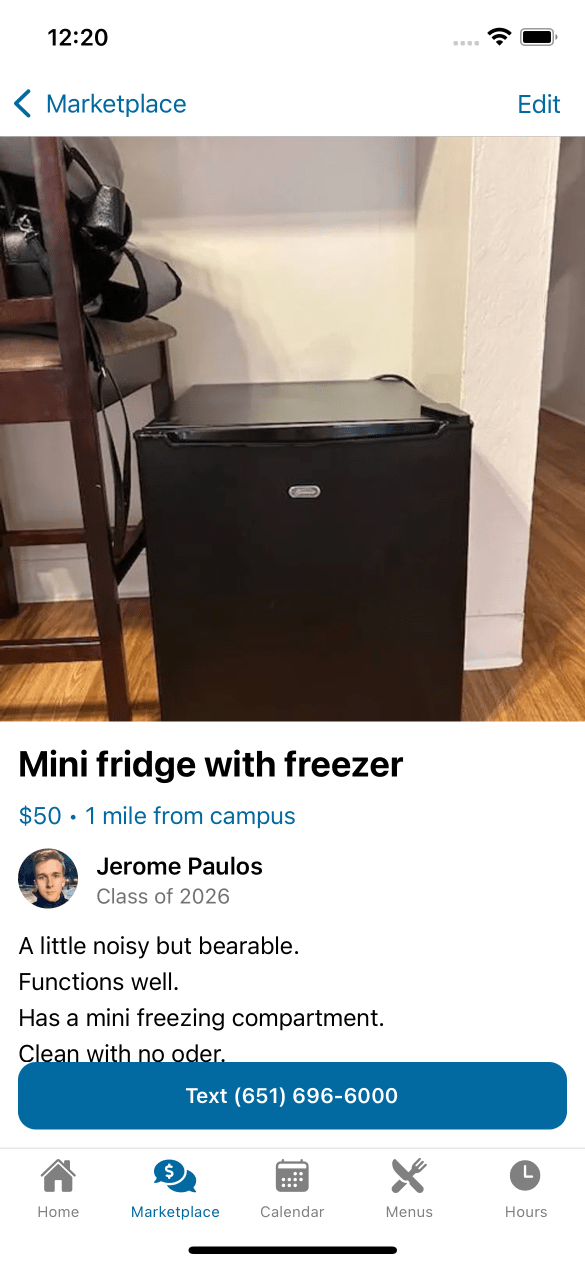 12:20
Marketplace
Edit
Mini fridge with freezer
$50 • 1 mile from campus
Jerome Paulos
Class of 2026
A little noisy but bearable.
Functions well.
Has a mini freezing compartment.
Clean with no oder.
Text (651) 696-6000
Home
Marketplace
Calendar
Menus
Hours